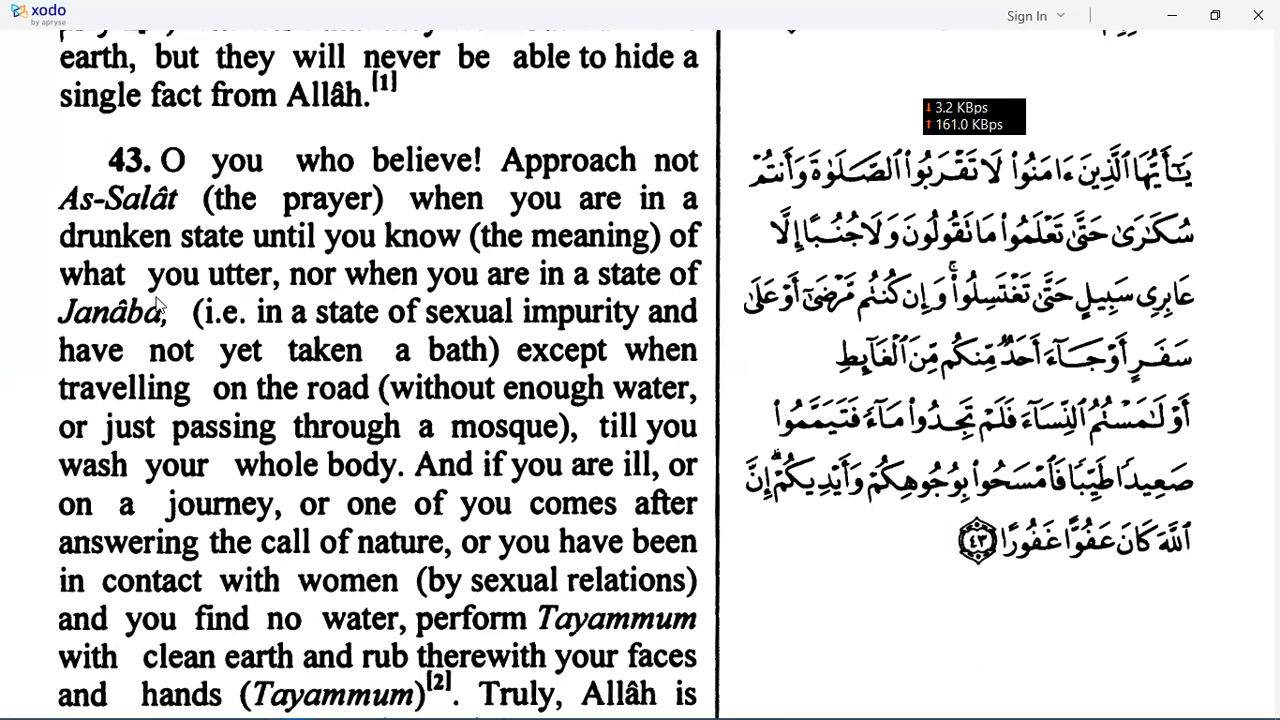 xodo
by apryse
Sign In
earth, but they will never be able to hide a
single fact from Allâh.[1]
↓ 3.2 KBps
↑ 161.0 KBps
43. O you who believe! Approach not
As-Salât (the prayer) when you are in a
drunken state until you know (the meaning) of
what you utter, nor when you are in a state of
Janâba, (i.e. in a state of sexual impurity and
have not yet taken a bath) except when
travelling on the road (without enough water,
or just passing through a mosque), till you
wash your whole body. And if you are ill, or
on a journey, or one of you comes after
answering the call of nature, or you have been
in contact with women (by sexual relations)
and you find no water, perform Tayammum
with clean earth and rub therewith your faces
and hands (Tayammum)[2]. Truly, Allâh is
يَـٰٓأَيُّهَا ٱلَّذِينَ ءَامَنُوا۟ لَا تَقْرَبُوا۟ ٱلصَّلَوٰةَ وَأَنتُمْ
سُكَـٰرَىٰ حَتَّىٰ تَعْلَمُوا۟ مَا تَقُولُونَ وَلَا جُنُبًا إِلَّا
عَابِرِى سَبِيلٍ حَتَّىٰ تَغْتَسِلُوا۟ ۚ وَإِن كُنتُم مَّرْضَىٰٓ أَوْ عَلَىٰ
سَفَرٍ أَوْ جَآءَ أَحَدٌ مِّنكُم مِّنَ ٱلْغَآئِطِ
أَوْ لَـٰمَسْتُمُ ٱلنِّسَآءَ فَلَمْ تَجِدُوا۟ مَآءً فَتَيَمَّمُوا۟
صَعِيدًا طَيِّبًا فَٱمْسَحُوا۟ بِوُجُوهِكُمْ وَأَيْدِيكُمْ ۗ إِنَّ
ٱللَّهَ كَانَ عَفُوًّا غَفُورًا ٤٣